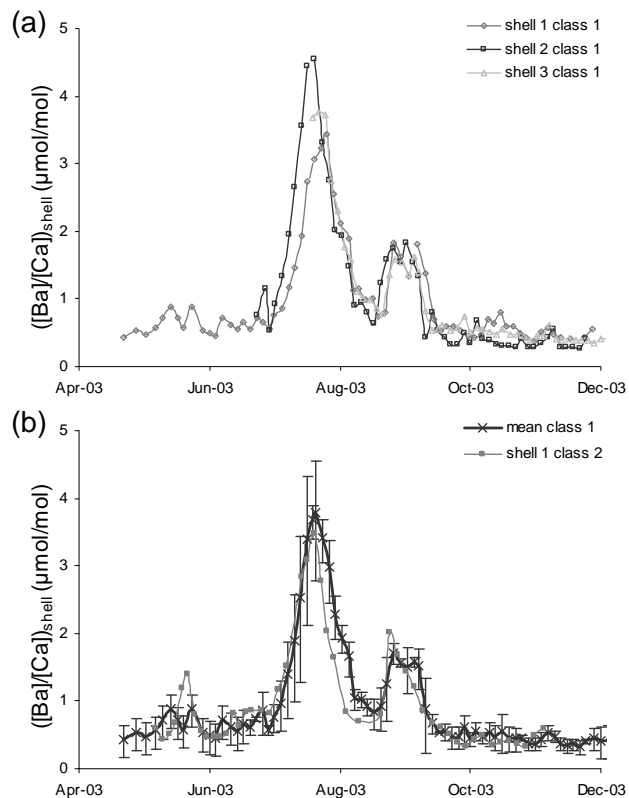 (a)
shell 1 class 1
shell 2 class 1
shell 3 class 1
([Ba]/[Ca])shell (µmol/mol)
5
4
3
2
1
0
Apr-03 Jun-03 Aug-03 Oct-03 Dec-03
(b)
mean class 1
shell 1 class 2
([Ba]/[Ca])shell (µmol/mol)
5
4
3
2
1
0
Apr-03 Jun-03 Aug-03 Oct-03 Dec-03